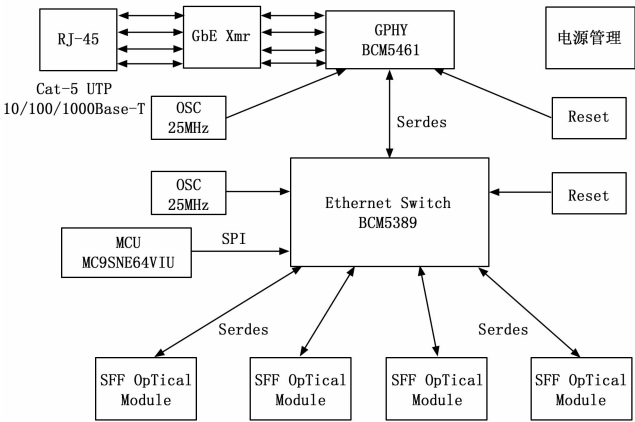 RJ-45
GbE Xmr
GPHY
BCM5461
电源管理
Cat-5 UTP
10/100/1000Base-T
OSC
25MHz
Serdes
Reset
OSC
25MHz
Ethernet Switch
BCM5389
Reset
MCU
MC9SNE64VIU
SPI
Serdes
Serdes
SFF OpTical
Module
SFF OpTical
Module
SFF OpTical
Module
SFF OpTical
Module